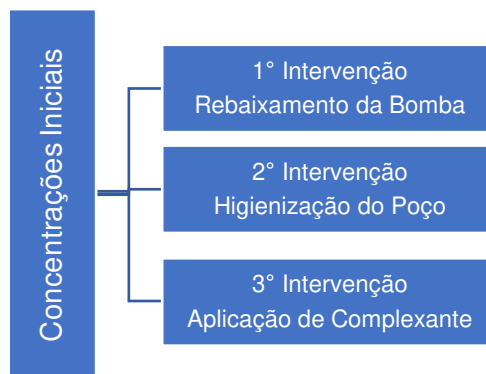 Concentrações Iniciais
1° Intervenção
Rebaixamento da Bomba
2° Intervenção
Higienização do Poço
3° Intervenção
Aplicação de Complexante